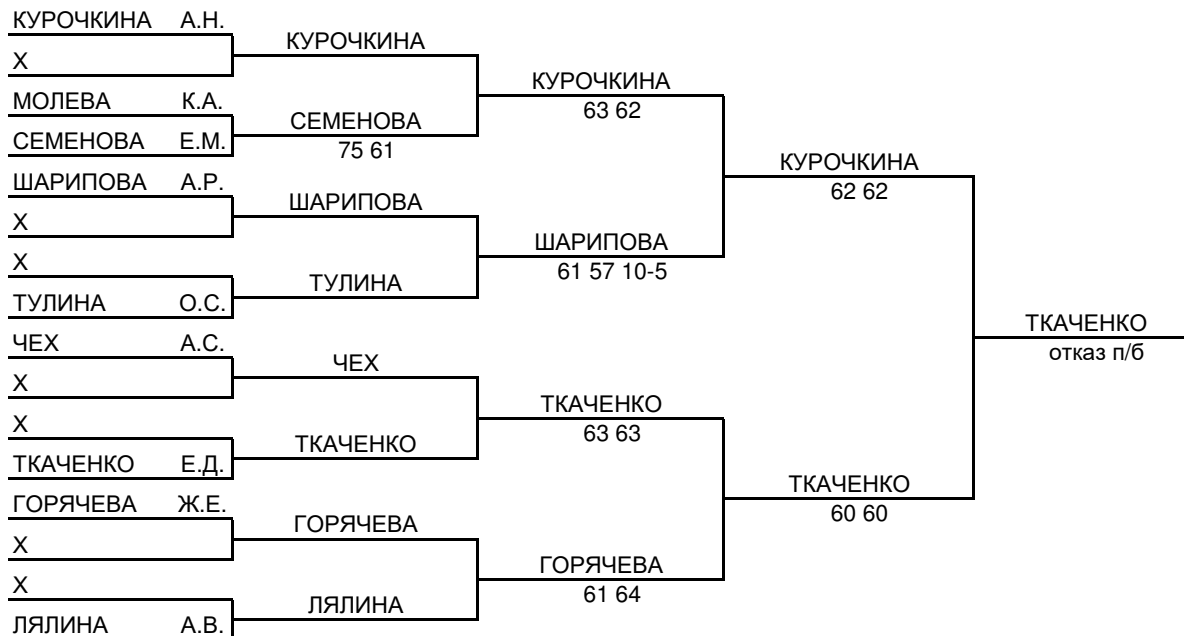 КУРОЧКИНА А.Н.
Х
МОЛЕВА К.А.
СЕМЕНОВА Е.М.
ШАРИПОВА А.Р.
Х
Х
ТУЛИНА О.С.
ЧЕХ А.С.
Х
Х
ТКАЧЕНКО Е.Д.
ГОРЯЧЕВА Ж.Е.
Х
Х
ЛЯЛИНА А.В.
КУРОЧКИНА
СЕМЕНОВА
75 61
ШАРИПОВА
ТУЛИНА
ЧЕХ
ТКАЧЕНКО
ГОРЯЧЕВА
ЛЯЛИНА
КУРОЧКИНА
63 62
ШАРИПОВА
61 57 10-5
ТКАЧЕНКО
63 63
ГОРЯЧЕВА
61 64
КУРОЧКИНА
62 62
ТКАЧЕНКО
60 60
ТКАЧЕНКО
отказ п/б